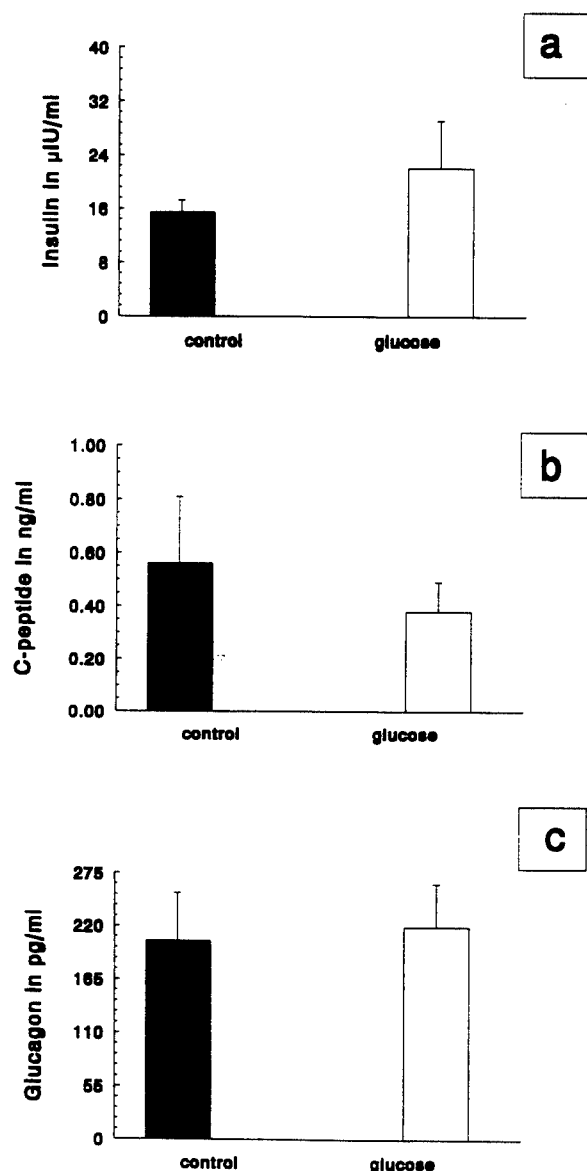 a
Insulin in µIU/ml
40
32
24
16
8
0
control glucose
b
C-peptide in ng/ml
1.00
0.80
0.60
0.40
0.20
0.00
control glucose
c
Glucagon in pg/ml
275
220
165
110
55
0
control glucose